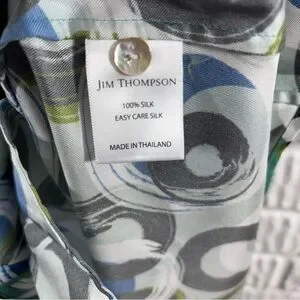 JIM THOMPSON
100% SILK
EASY CARE SILK
MADE IN THAILAND